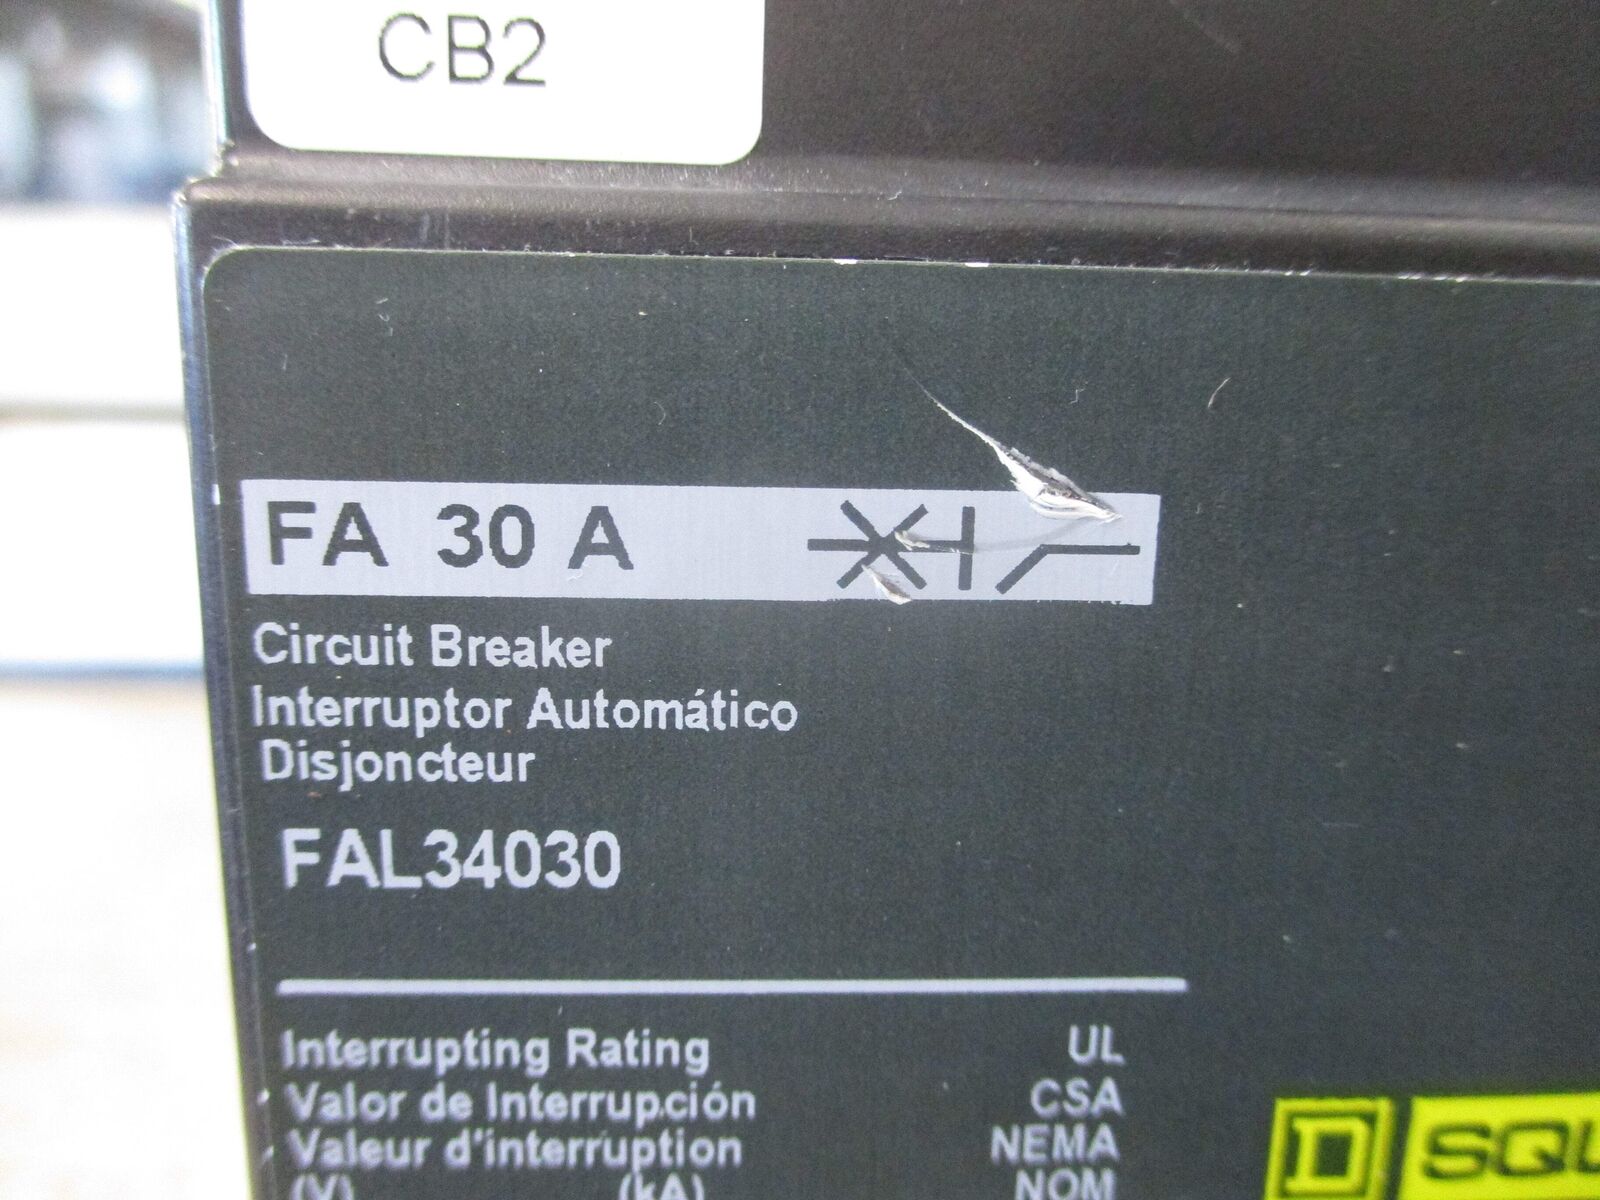 CB2
FA 30 A
Circuit Breaker
Interruptor Automático
Disjoncteur
FAL34030
Interrupting Rating UL
Valor de Interrupción CSA
Valeur d'interruption NEMA
(V) (kA) NOM
D SQU